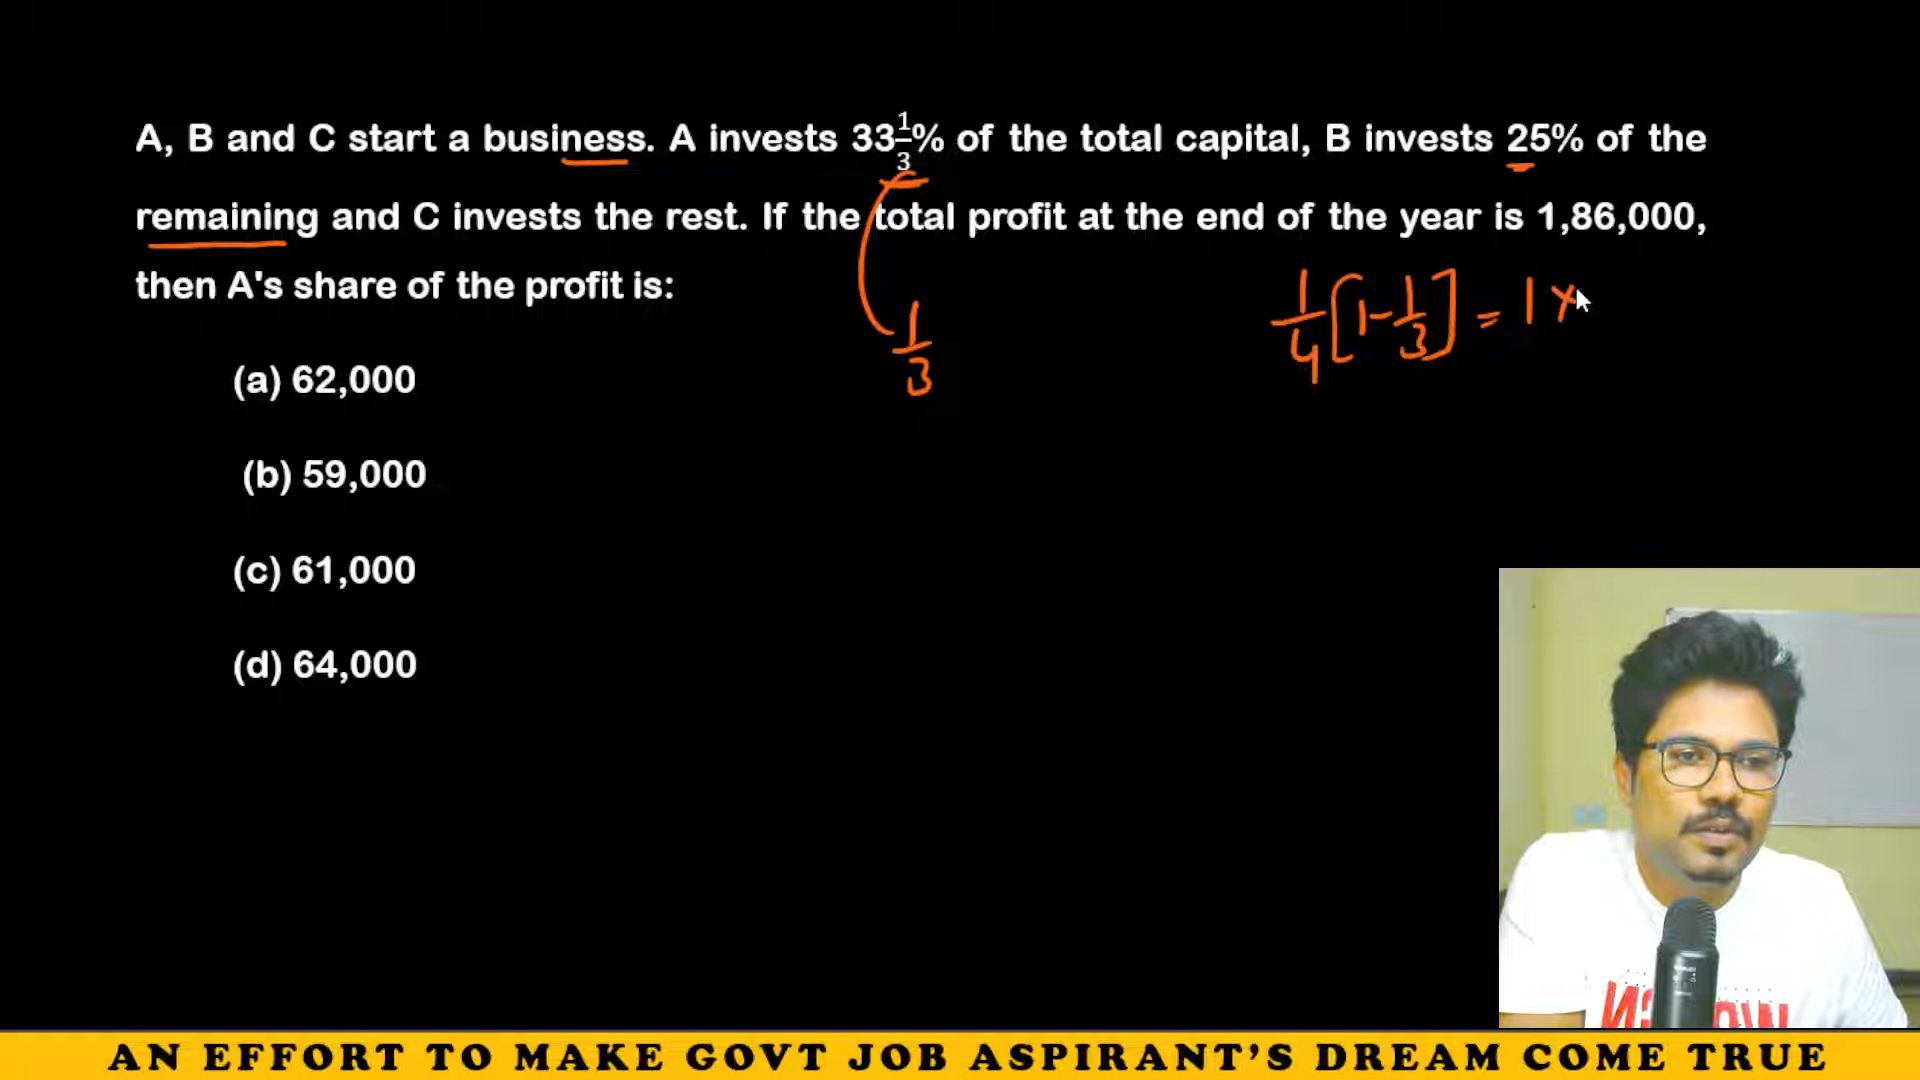 A, B and C start a business. A invests 33 1/3% of the total capital, B invests 25% of the
remaining and C invests the rest. If the total profit at the end of the year is 1,86,000,
then A's share of the profit is:
1/4[1-1/3] = 1×
1/3
(a) 62,000
(b) 59,000
(c) 61,000
(d) 64,000
AN EFFORT TO MAKE GOVT JOB ASPIRANT'S DREAM COME TRUE